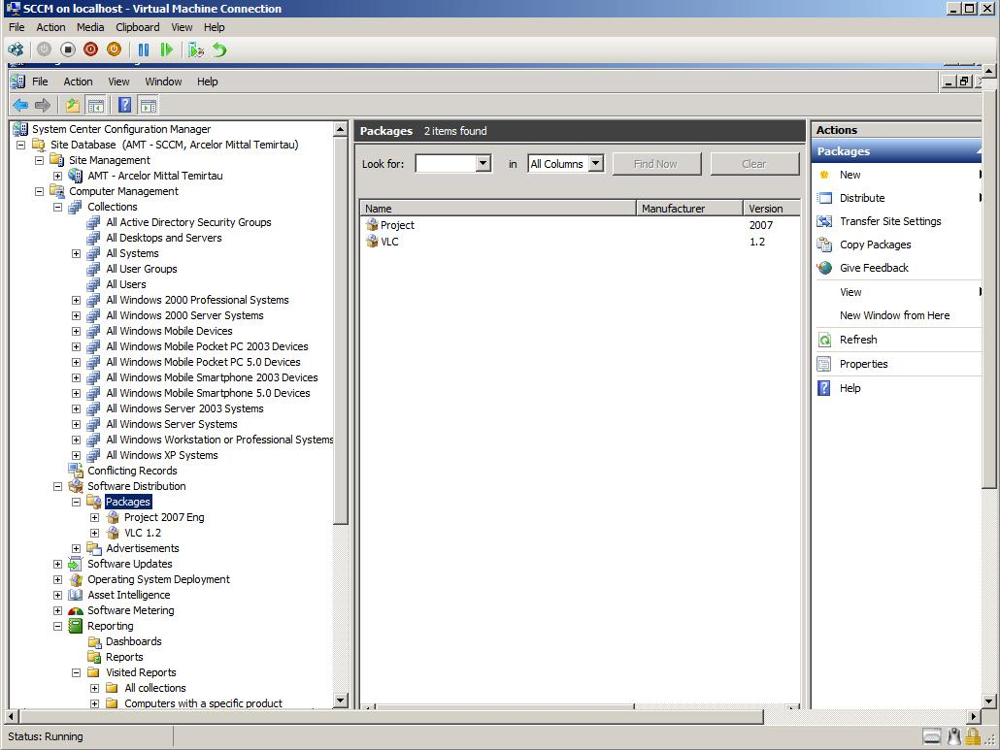 SCCM on localhost - Virtual Machine Connection
File Action Media Clipboard View Help
File Action View Window Help
System Center Configuration Manager
Site Database (AMT - SCCM, Arcelor Mittal Temirtau)
Site Management
AMT - Arcelor Mittal Temirtau
Computer Management
Collections
All Active Directory Security Groups
All Desktops and Servers
All Systems
All User Groups
All Users
All Windows 2000 Professional Systems
All Windows 2000 Server Systems
All Windows Mobile Devices
All Windows Mobile Pocket PC 2003 Devices
All Windows Mobile Pocket PC 5.0 Devices
All Windows Mobile Smartphone 2003 Devices
All Windows Mobile Smartphone 5.0 Devices
All Windows Server 2003 Systems
All Windows Server Systems
All Windows Workstation or Professional Systems
All Windows XP Systems
Conflicting Records
Software Distribution
Packages
Project 2007 Eng
VLC 1.2
Advertisements
Software Updates
Operating System Deployment
Asset Intelligence
Software Metering
Reporting
Dashboards
Reports
Visited Reports
All collections
Computers with a specific product
Packages 2 items found
Look for: in All Columns Find Now Clear
Name Manufacturer Version
Project 2007
VLC 1.2
Actions
Packages
New
Distribute
Transfer Site Settings
Copy Packages
Give Feedback
View
New Window from Here
Refresh
Properties
Help
Status: Running